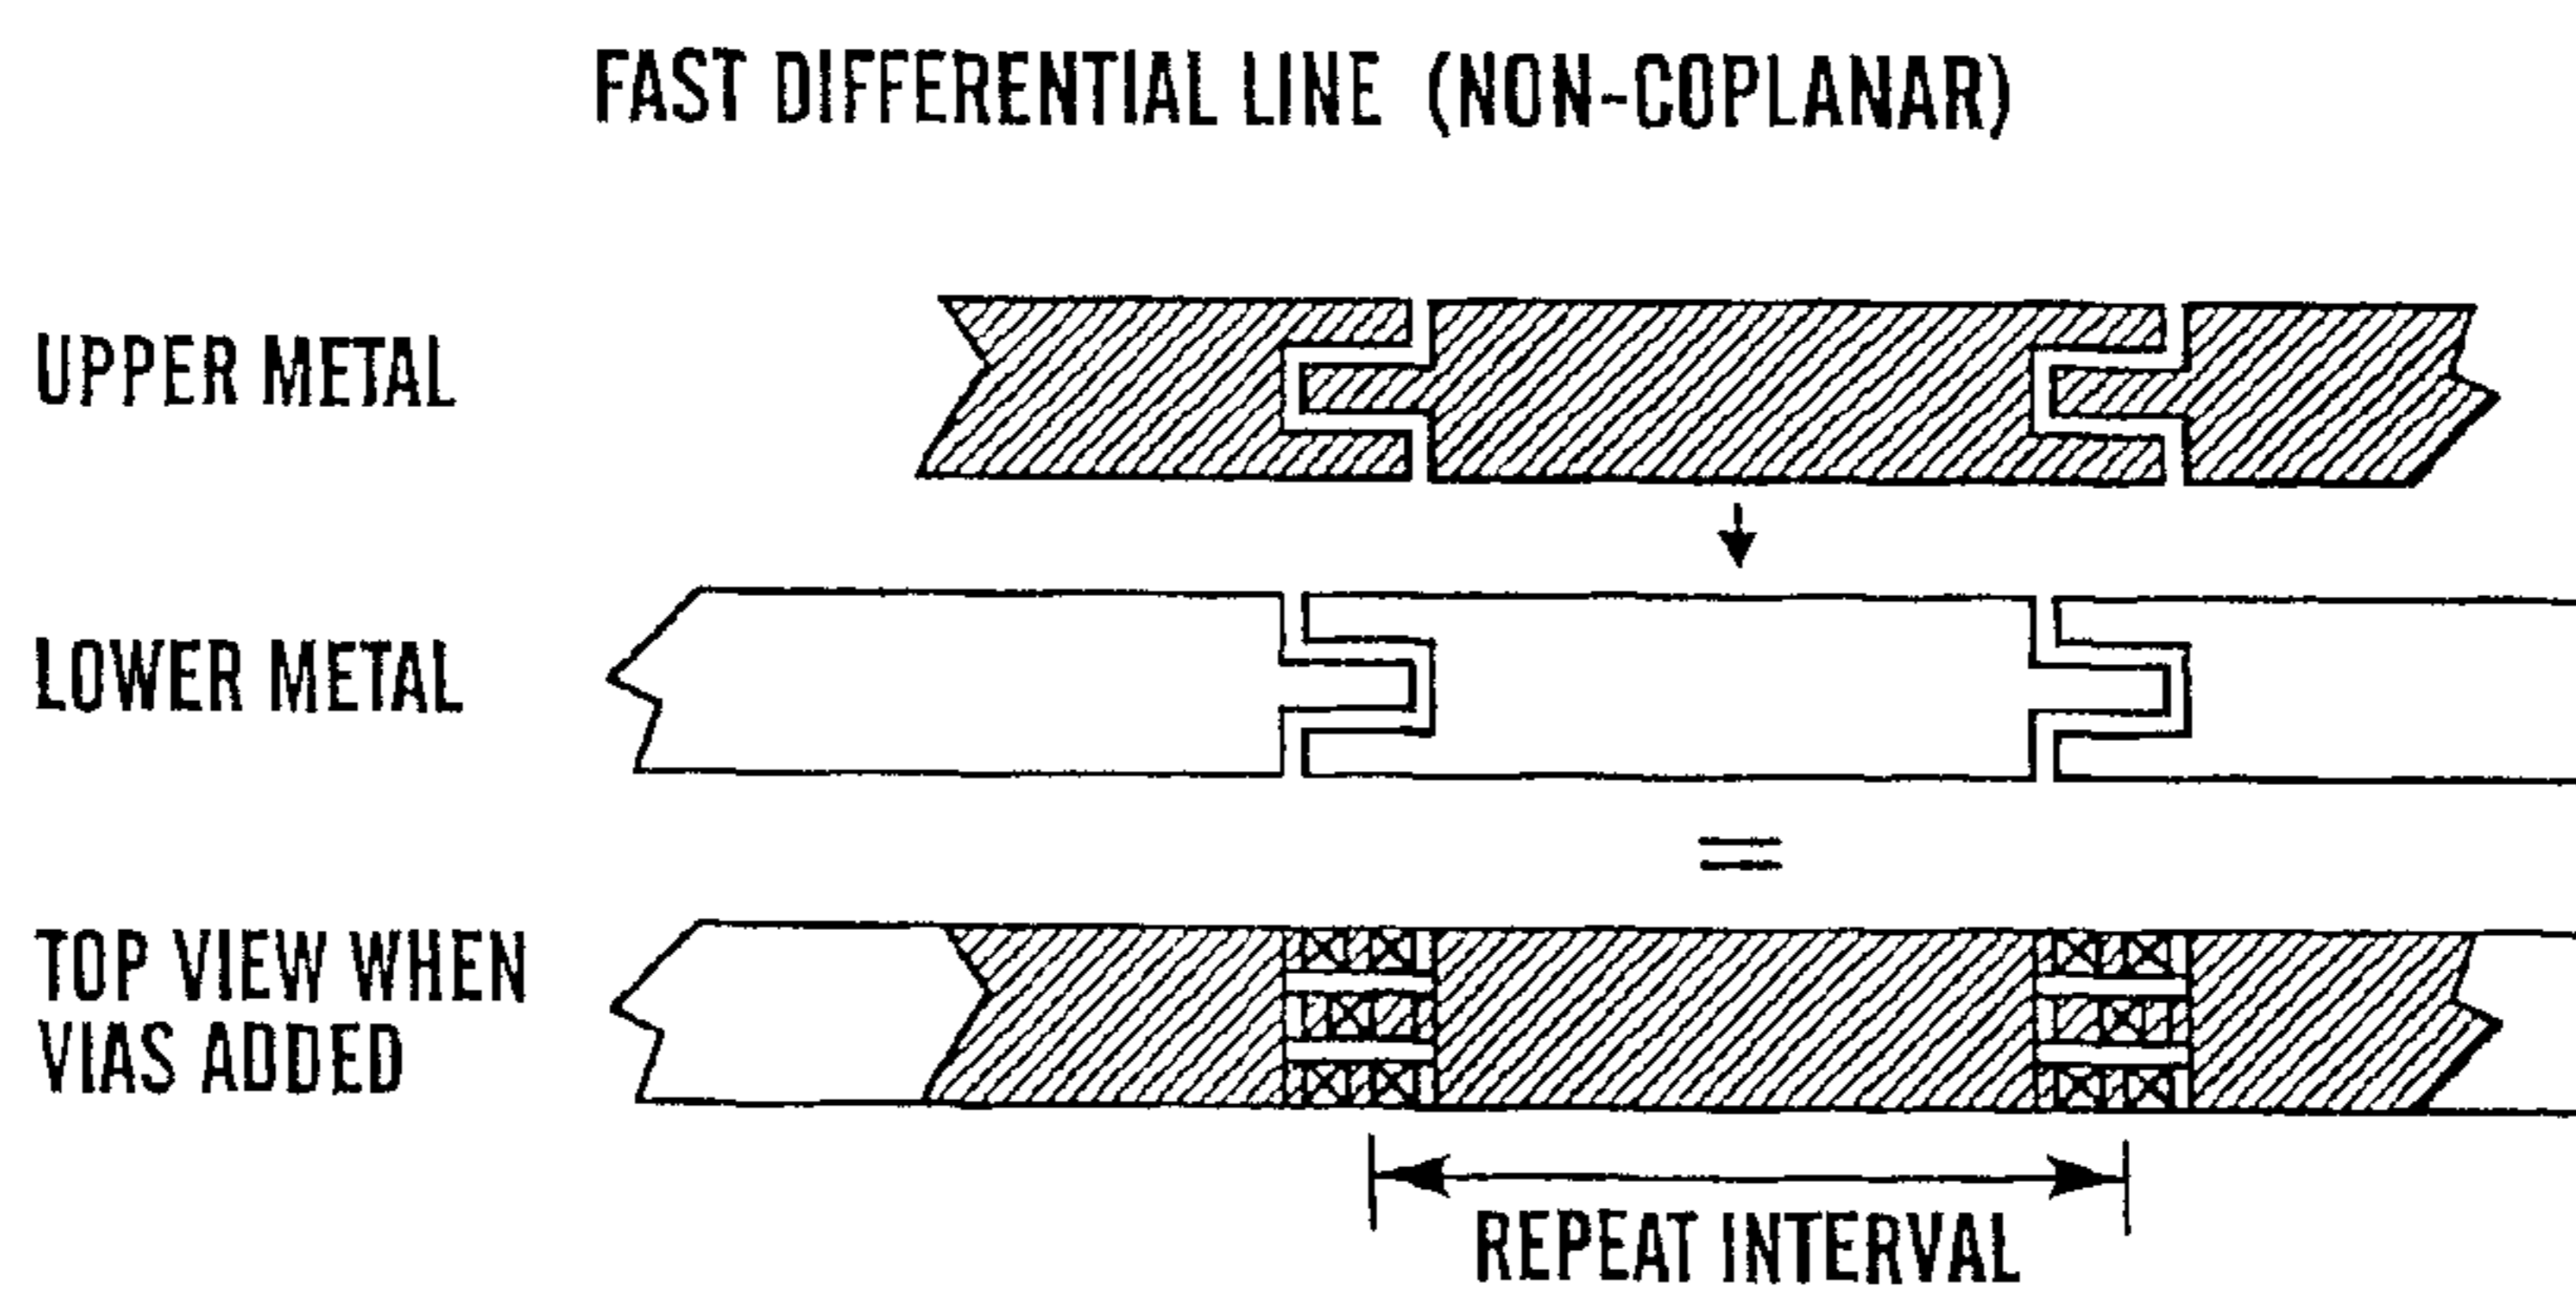 FAST DIFFERENTIAL LINE (NON-COPLANAR)
UPPER METAL
LOWER METAL
=
TOP VIEW WHEN
VIAS ADDED
REPEAT INTERVAL